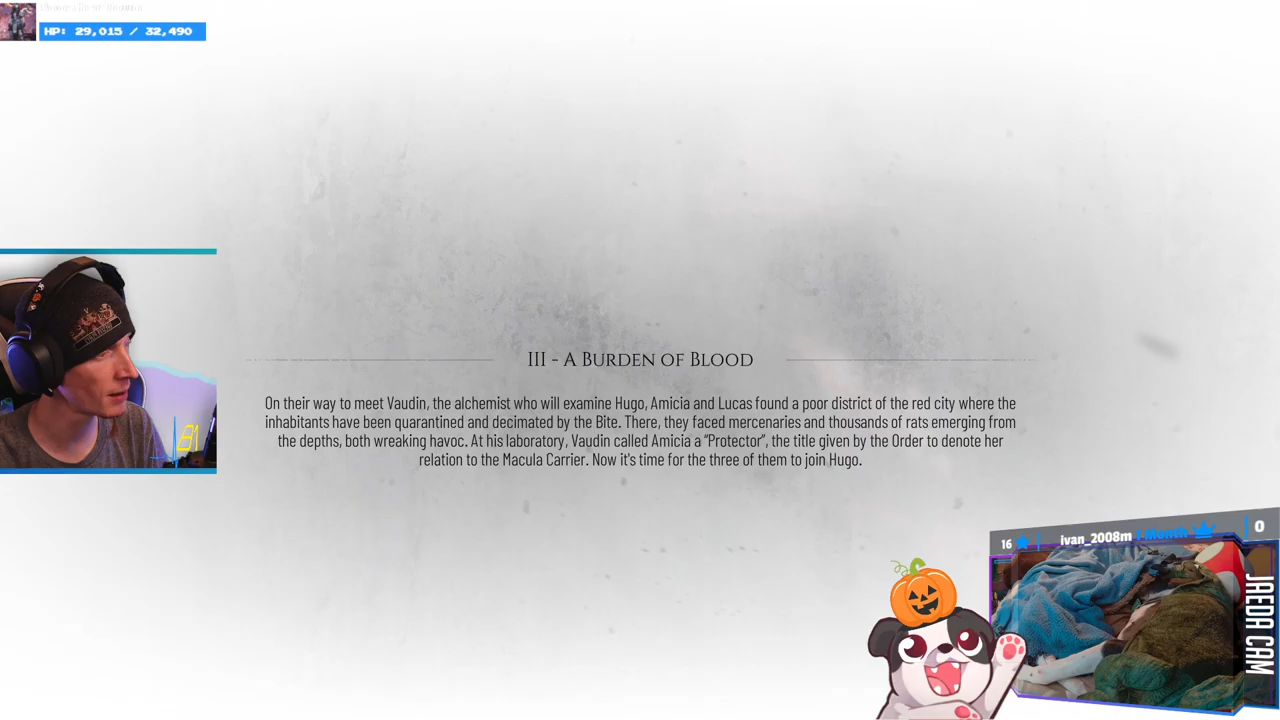 HP: 29,015 / 32,490
III - A Burden of Blood
On their way to meet Vaudin, the alchemist who will examine Hugo, Amicia and Lucas found a poor district of the red city where the
inhabitants have been quarantined and decimated by the Bite. There, they faced mercenaries and thousands of rats emerging from
the depths, both wreaking havoc. At his laboratory, Vaudin called Amicia a “Protector”, the title given by the Order to denote her
relation to the Macula Carrier. Now it's time for the three of them to join Hugo.
16 ivan_2008m 1 Month 0
JAEDA CAM